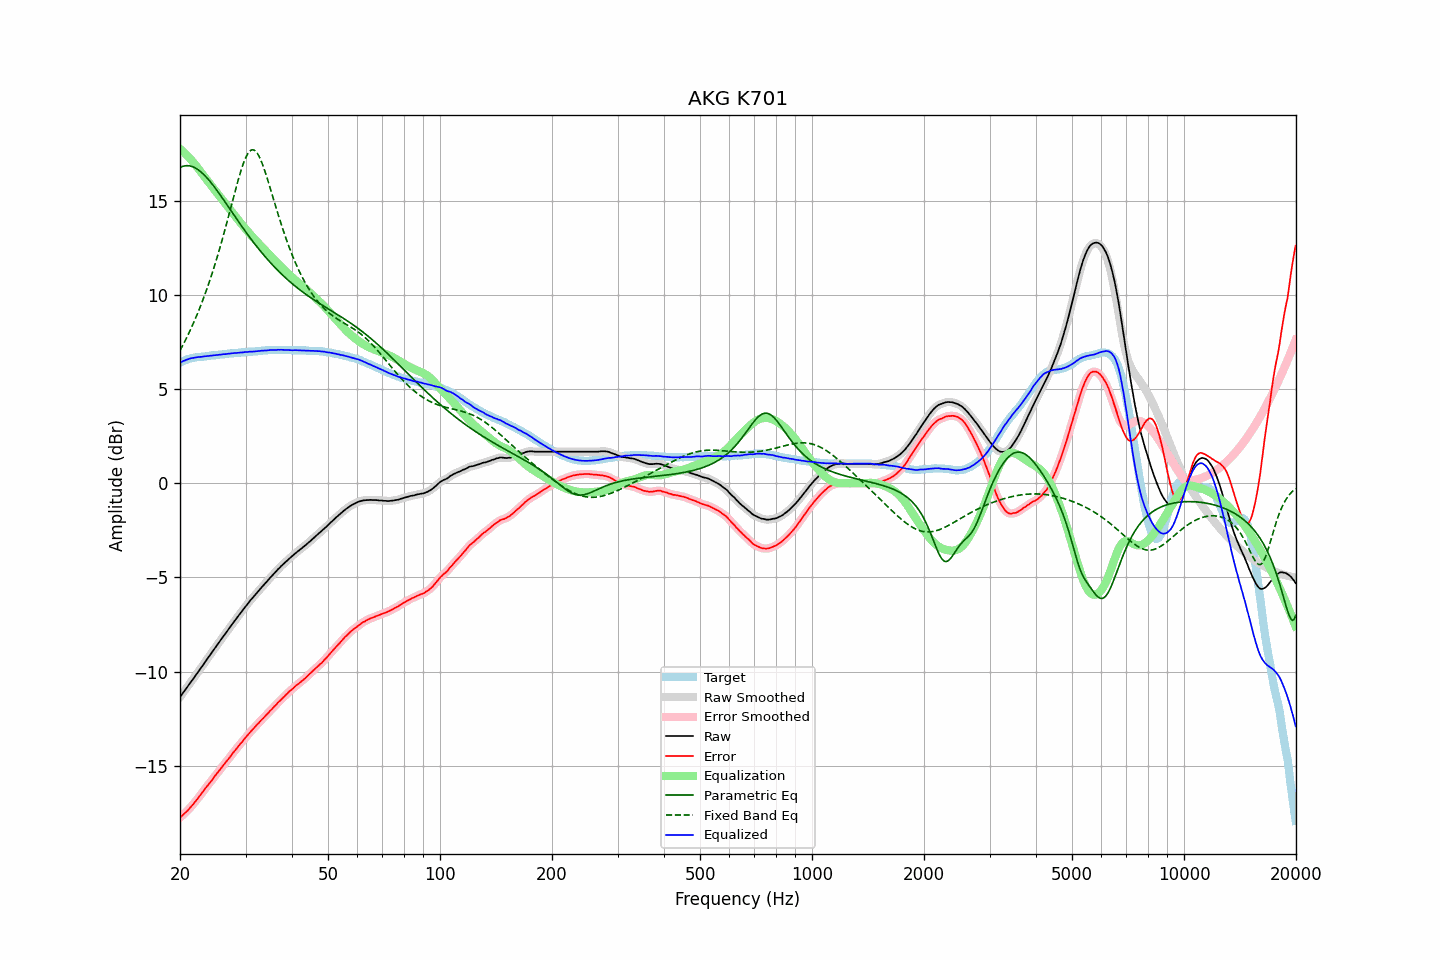 AKG K701
Amplitude (dBr)
15
10
5
0
−5
−10
−15
Target
Raw Smoothed
Error Smoothed
Raw
Error
Equalization
Parametric Eq
Fixed Band Eq
Equalized
20 50 100 200 500 1000 2000 5000 10000 20000
Frequency (Hz)